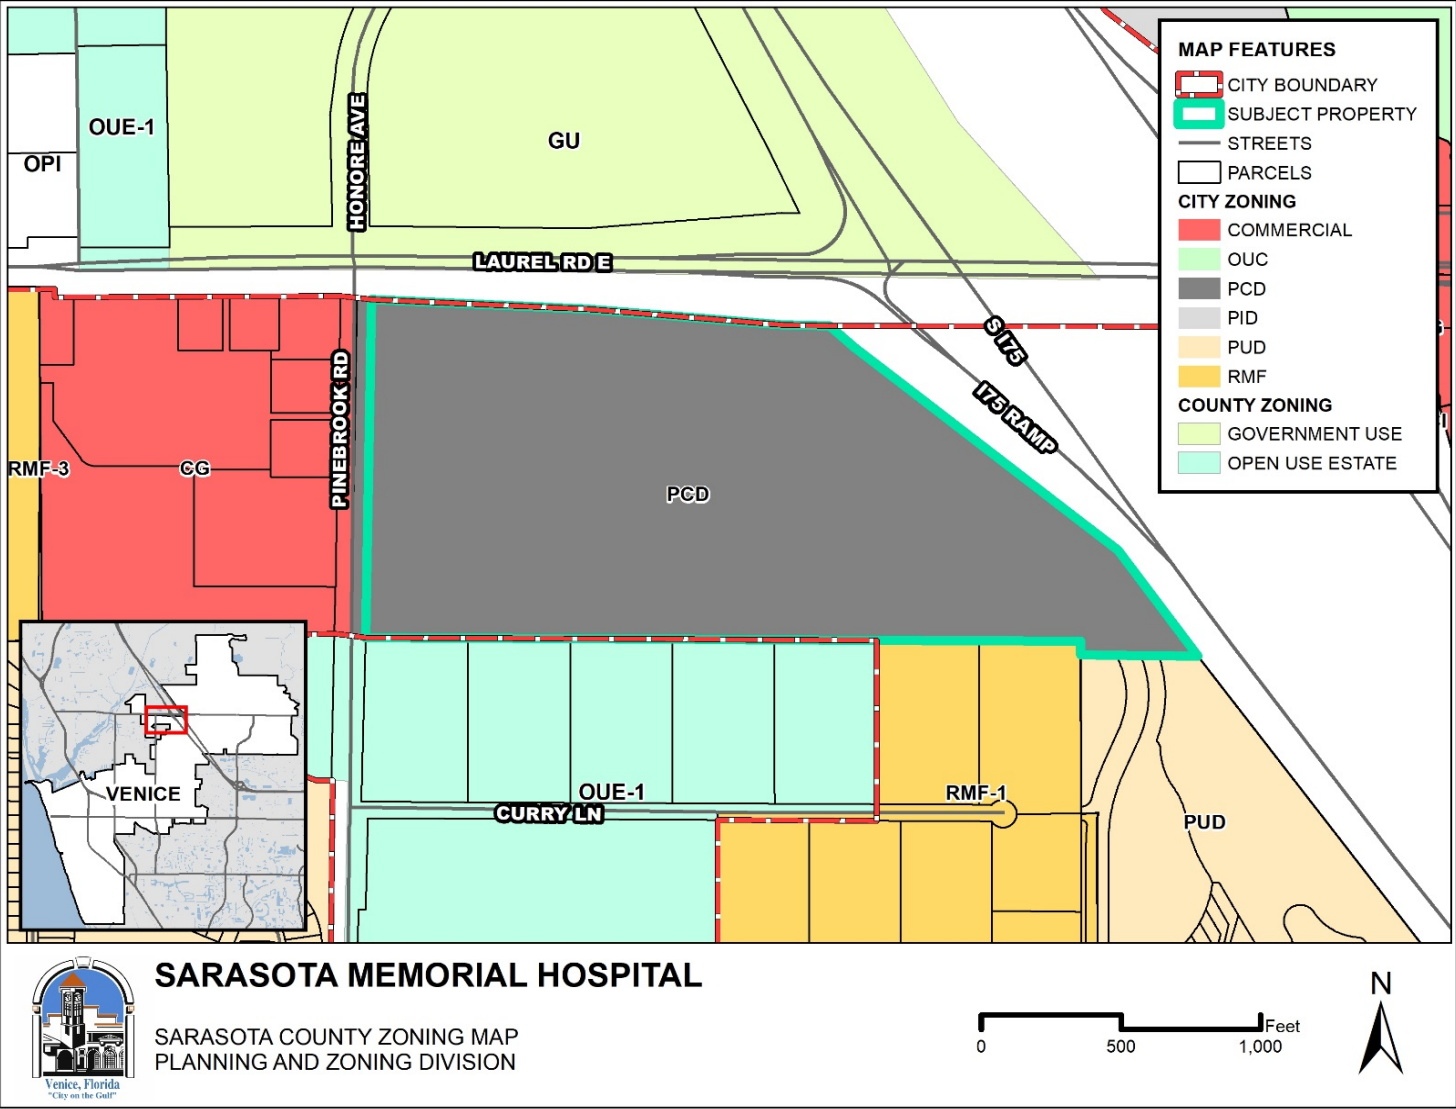 OUE-1
OPI
HONORE AVE
GU
LAUREL RD E
MAP FEATURES
CITY BOUNDARY
SUBJECT PROPERTY
STREETS
PARCELS
CITY ZONING
COMMERCIAL
OUC
PCD
PID
PUD
RMF
COUNTY ZONING
GOVERNMENT USE
OPEN USE ESTATE
S I75
I75 RAMP
PINEBROOK RD
RMF-3
CG
PCD
VENICE
OUE-1
CURRY LN
RMF-1
PUD
SARASOTA MEMORIAL HOSPITAL
SARASOTA COUNTY ZONING MAP
PLANNING AND ZONING DIVISION
Venice, Florida
"City on the Gulf"
Feet
0 500 1,000
N